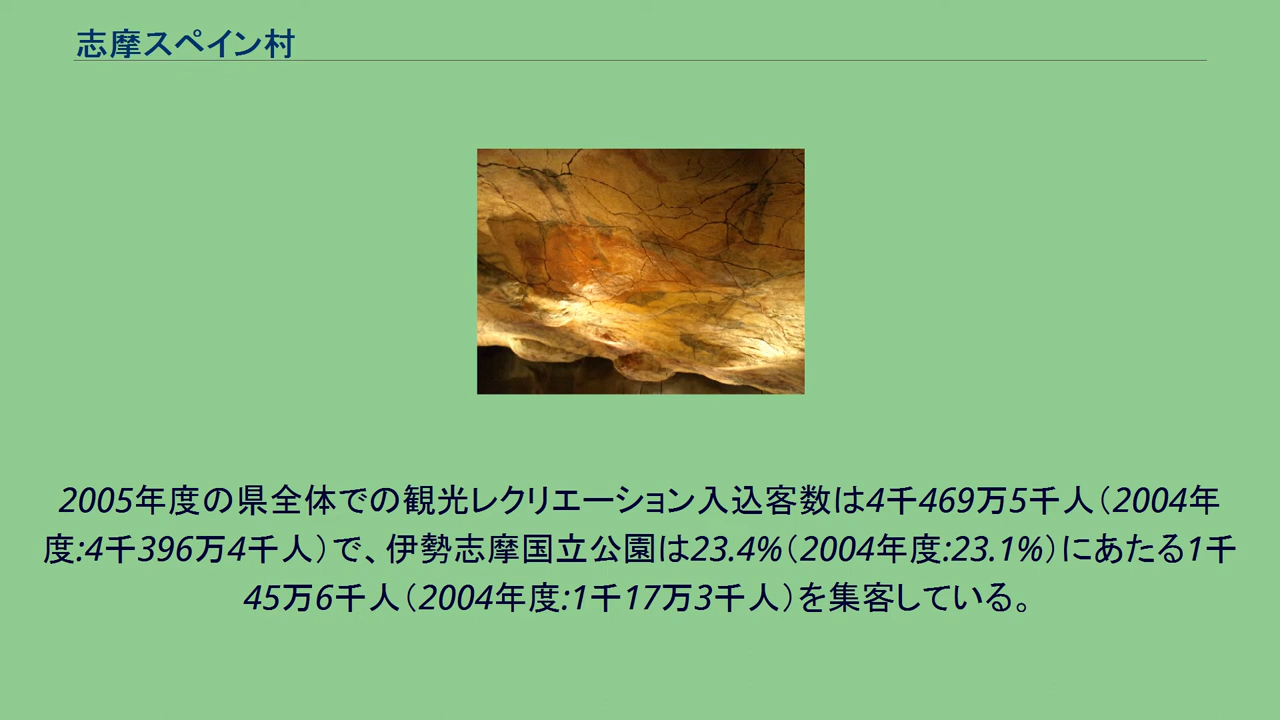 志摩スペイン村
2005年度の県全体での観光レクリエーション入込客数は4千469万5千人（2004年
度:4千396万4千人）で、伊勢志摩国立公園は23.4%（2004年度:23.1%）にあたる1千
45万6千人（2004年度:1千17万3千人）を集客している。